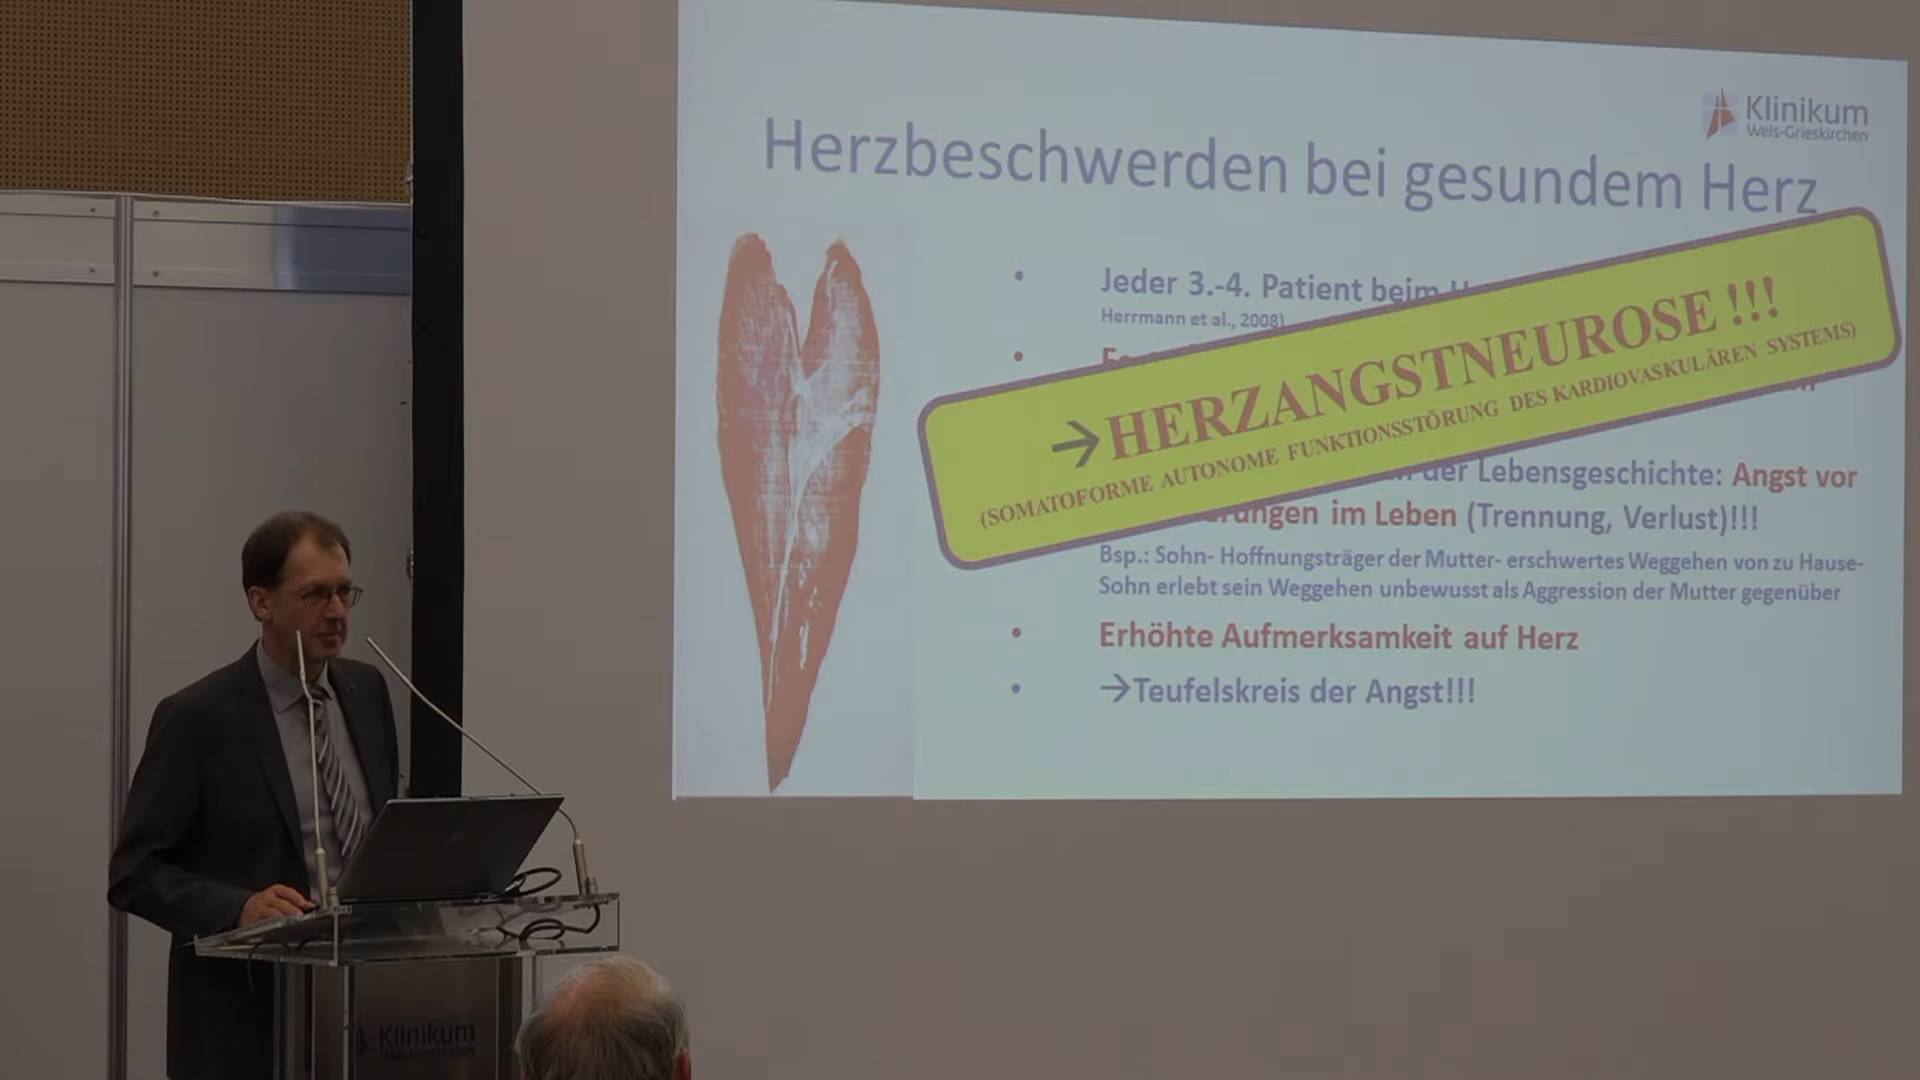 Klinikum
Wels-Grieskirchen
Herzbeschwerden bei gesundem Herz
• Jeder 3.-4. Patient beim
Herrmann et al., 2008)
•
→HERZANGSTNEUROSE !!!
(SOMATOFORME AUTONOME FUNKTIONSSTÖRUNG DES KARDIOVASKULÄREN SYSTEMS)
der Lebensgeschichte: Angst vor
im Leben (Trennung, Verlust)!!!
Bsp.: Sohn- Hoffnungsträger der Mutter- erschwertes Weggehen von zu Hause-
Sohn erlebt sein Weggehen unbewusst als Aggression der Mutter gegenüber
• Erhöhte Aufmerksamkeit auf Herz
• →Teufelskreis der Angst!!!
Klinikum